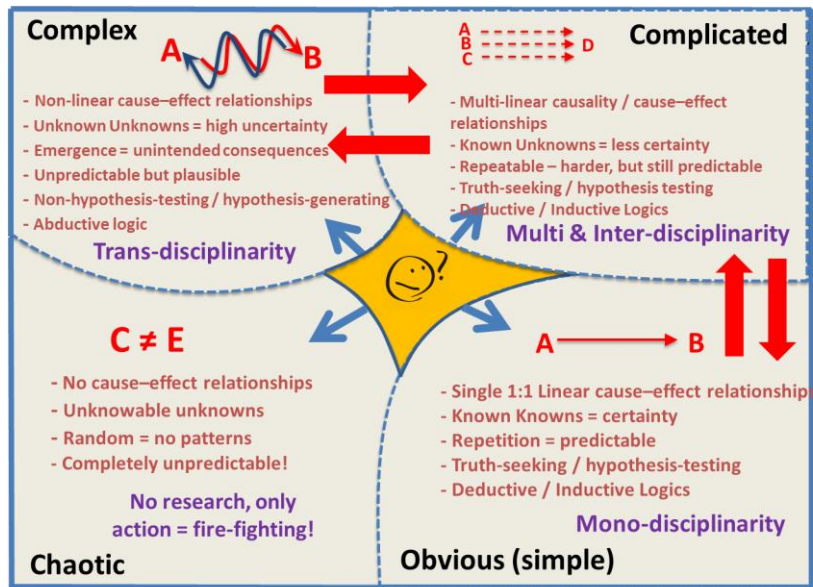 Complex
A
B
- Non-linear cause–effect relationships
- Unknown Unknowns = high uncertainty
- Emergence = unintended consequences
- Unpredictable but plausible
- Non-hypothesis-testing / hypothesis-generating
- Abductive logic
Trans-disciplinarity
A
B
C
D
Complicated
- Multi-linear causality / cause–effect
relationships
- Known Unknowns = less certainty
- Repeatable – harder, but still predictable
- Truth-seeking / hypothesis testing
- Deductive / Inductive Logics
Multi & Inter-disciplinarity
?
C ≠ E
- No cause–effect relationships
- Unknowable unknowns
- Random = no patterns
- Completely unpredictable!
No research, only
action = fire-fighting!
Chaotic
A
B
- Single 1:1 Linear cause–effect relationships
- Known Knowns = certainty
- Repetition = predictable
- Truth-seeking / hypothesis-testing
- Deductive / Inductive Logics
Mono-disciplinarity
Obvious (simple)